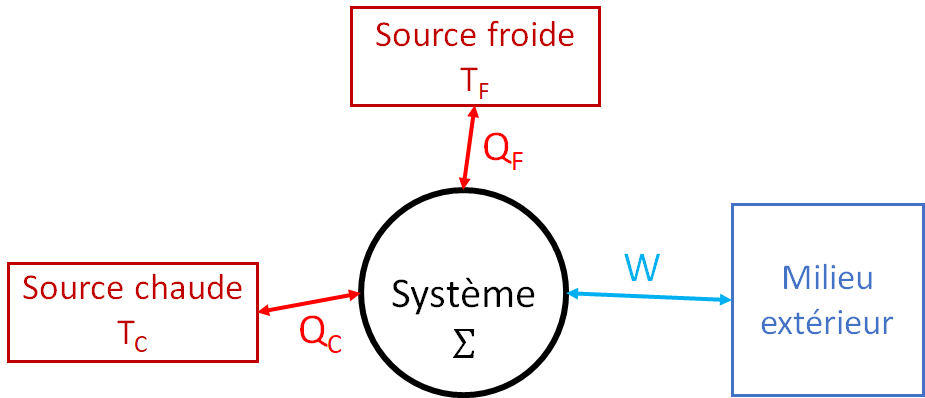 Source froide
T_F
Q_F
Source chaude
T_C
Q_C
Système
Σ
W
Milieu
extérieur